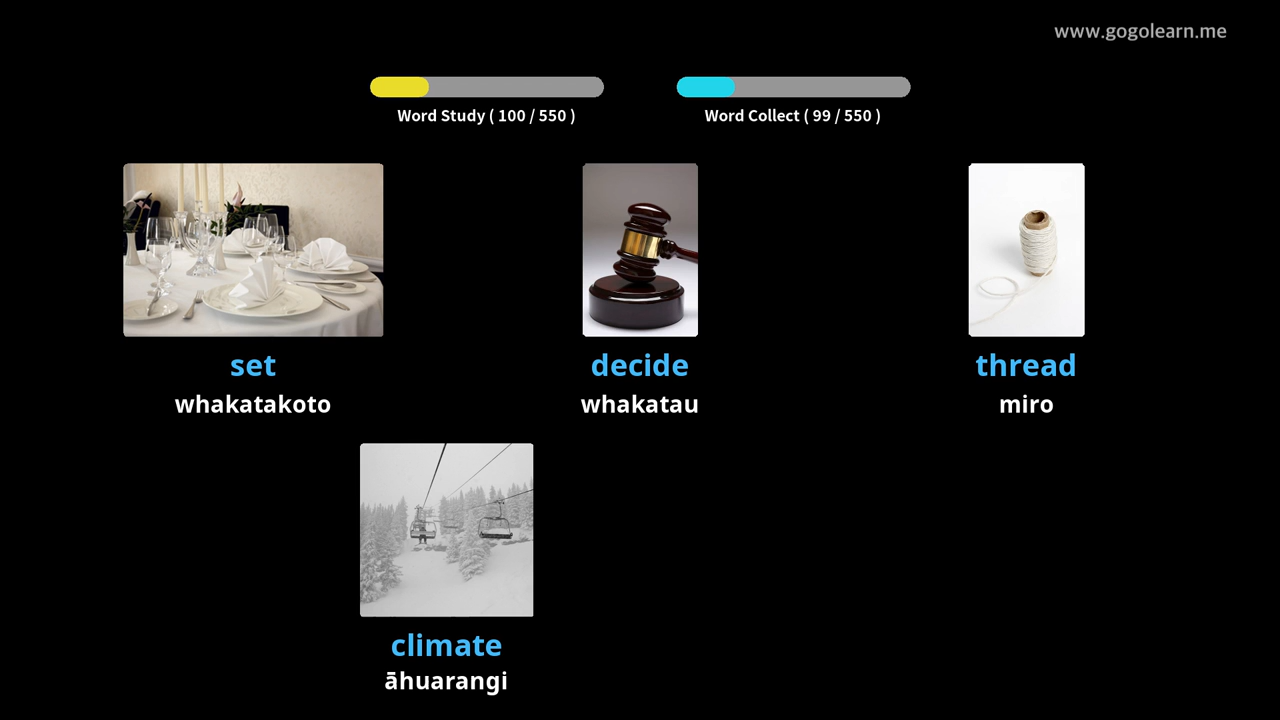 www.gogolearn.me
Word Study ( 100 / 550 )
Word Collect ( 99 / 550 )
set
whakatakoto
decide
whakatau
thread
miro
climate
āhuarangi